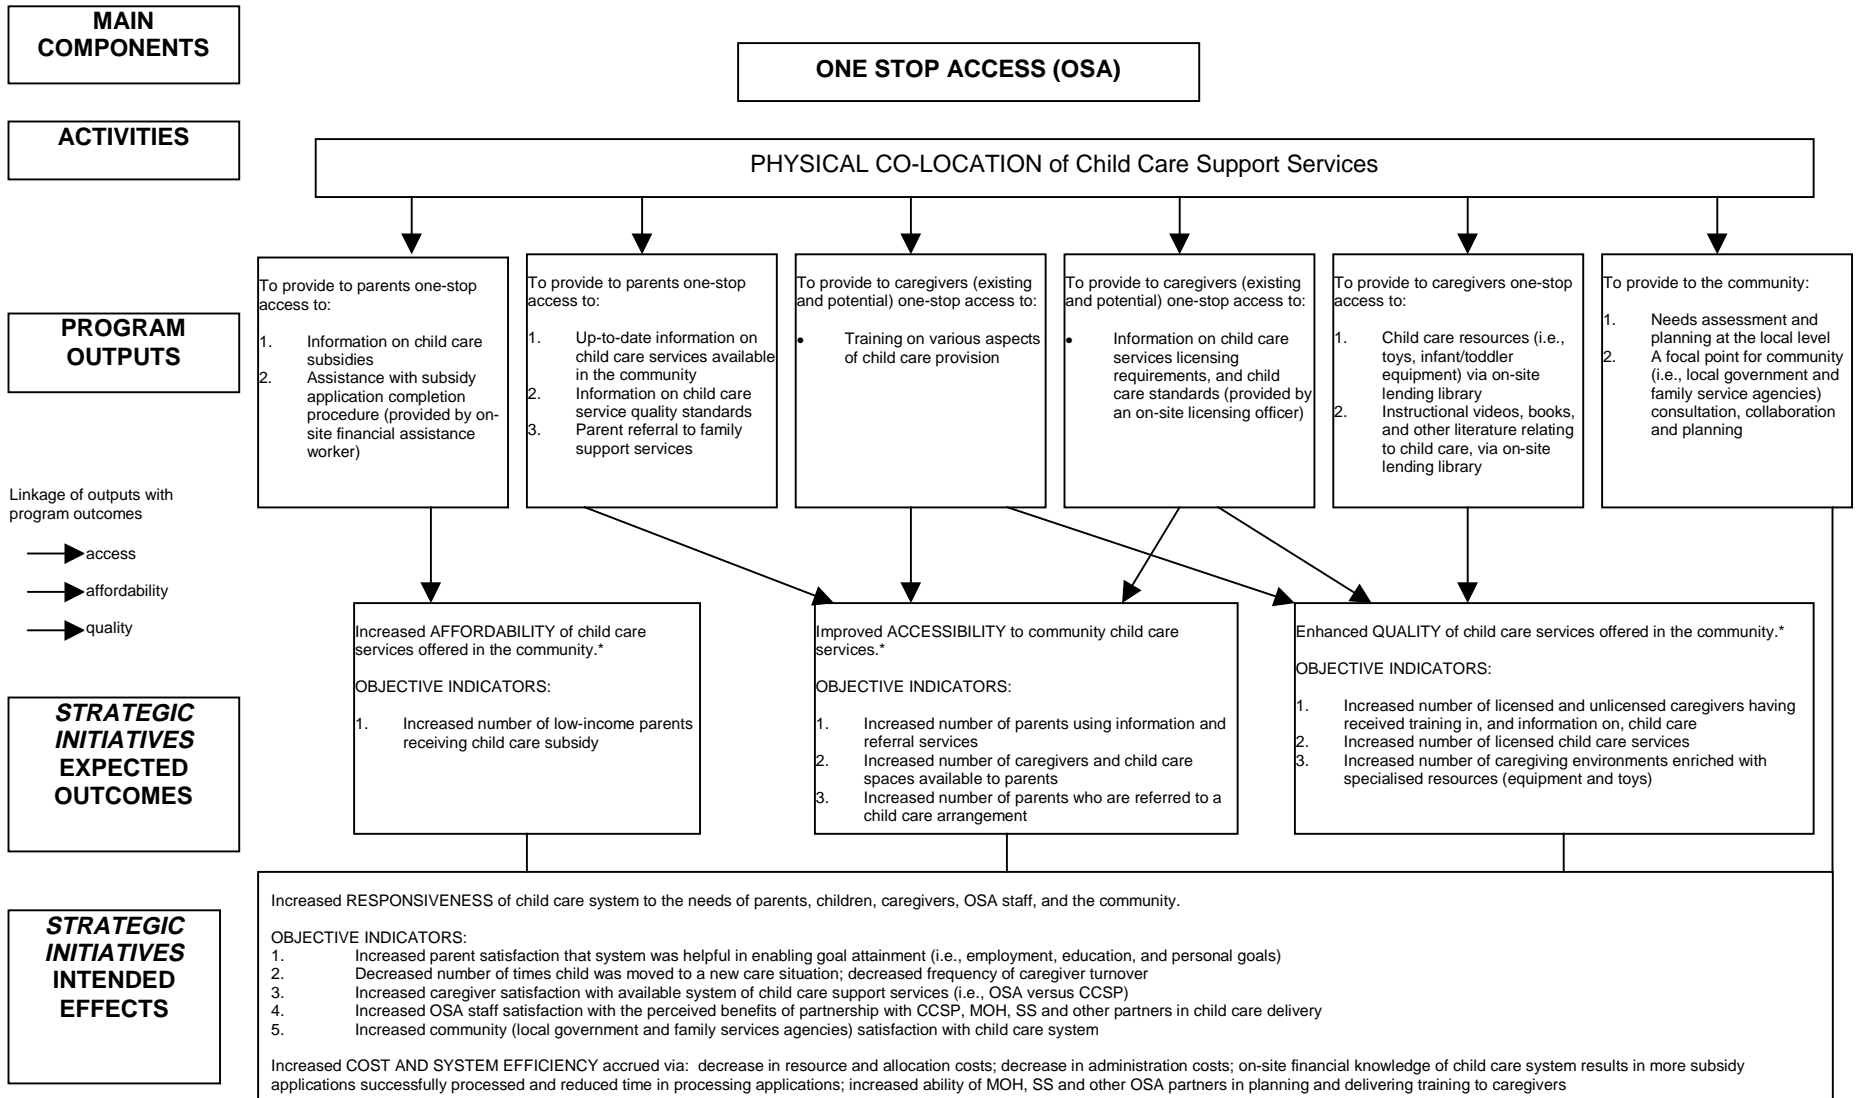 MAIN
COMPONENTS
ONE STOP ACCESS (OSA)
ACTIVITIES
PHYSICAL CO-LOCATION of Child Care Support Services
PROGRAM
OUTPUTS
To provide to parents one-stop
access to:
1. Information on child care
subsidies
2. Assistance with subsidy
application completion
procedure (provided by on-
site financial assistance
worker)
To provide to parents one-stop
access to:
1. Up-to-date information on
child care services available
in the community
2. Information on child care
service quality standards
3. Parent referral to family
support services
To provide to caregivers (existing
and potential) one-stop access to:
• Training on various aspects
of child care provision
To provide to caregivers (existing
and potential) one-stop access to:
• Information on child care
services licensing
requirements, and child
care standards (provided by
an on-site licensing officer)
To provide to caregivers one-stop
access to:
1. Child care resources (i.e.,
toys, infant/toddler
equipment) via on-site
lending library
2. Instructional videos, books,
and other literature relating
to child care, via on-site
lending library
To provide to the community:
1. Needs assessment and
planning at the local level
2. A focal point for community
(i.e., local government and
family service agencies)
consultation, collaboration
and planning
Linkage of outputs with
program outcomes
access
affordability
quality
STRATEGIC
INITIATIVES
EXPECTED
OUTCOMES
Increased AFFORDABILITY of child care
services offered in the community.*
OBJECTIVE INDICATORS:
1. Increased number of low-income parents
receiving child care subsidy
Improved ACCESSIBILITY to community child care
services.*
OBJECTIVE INDICATORS:
1. Increased number of parents using information and
referral services
2. Increased number of caregivers and child care
spaces available to parents
3. Increased number of parents who are referred to a
child care arrangement
Enhanced QUALITY of child care services offered in the community.*
OBJECTIVE INDICATORS:
1. Increased number of licensed and unlicensed caregivers having
received training in, and information on, child care
2. Increased number of licensed child care services
3. Increased number of caregiving environments enriched with
specialised resources (equipment and toys)
STRATEGIC
INITIATIVES
INTENDED
EFFECTS
Increased RESPONSIVENESS of child care system to the needs of parents, children, caregivers, OSA staff, and the community.
OBJECTIVE INDICATORS:
1. Increased parent satisfaction that system was helpful in enabling goal attainment (i.e., employment, education, and personal goals)
2. Decreased number of times child was moved to a new care situation; decreased frequency of caregiver turnover
3. Increased caregiver satisfaction with available system of child care support services (i.e., OSA versus CCSP)
4. Increased OSA staff satisfaction with the perceived benefits of partnership with CCSP, MOH, SS and other partners in child care delivery
5. Increased community (local government and family services agencies) satisfaction with child care system
Increased COST AND SYSTEM EFFICIENCY accrued via: decrease in resource and allocation costs; decrease in administration costs; on-site financial knowledge of child care system results in more subsidy
applications successfully processed and reduced time in processing applications; increased ability of MOH, SS and other OSA partners in planning and delivering training to caregivers